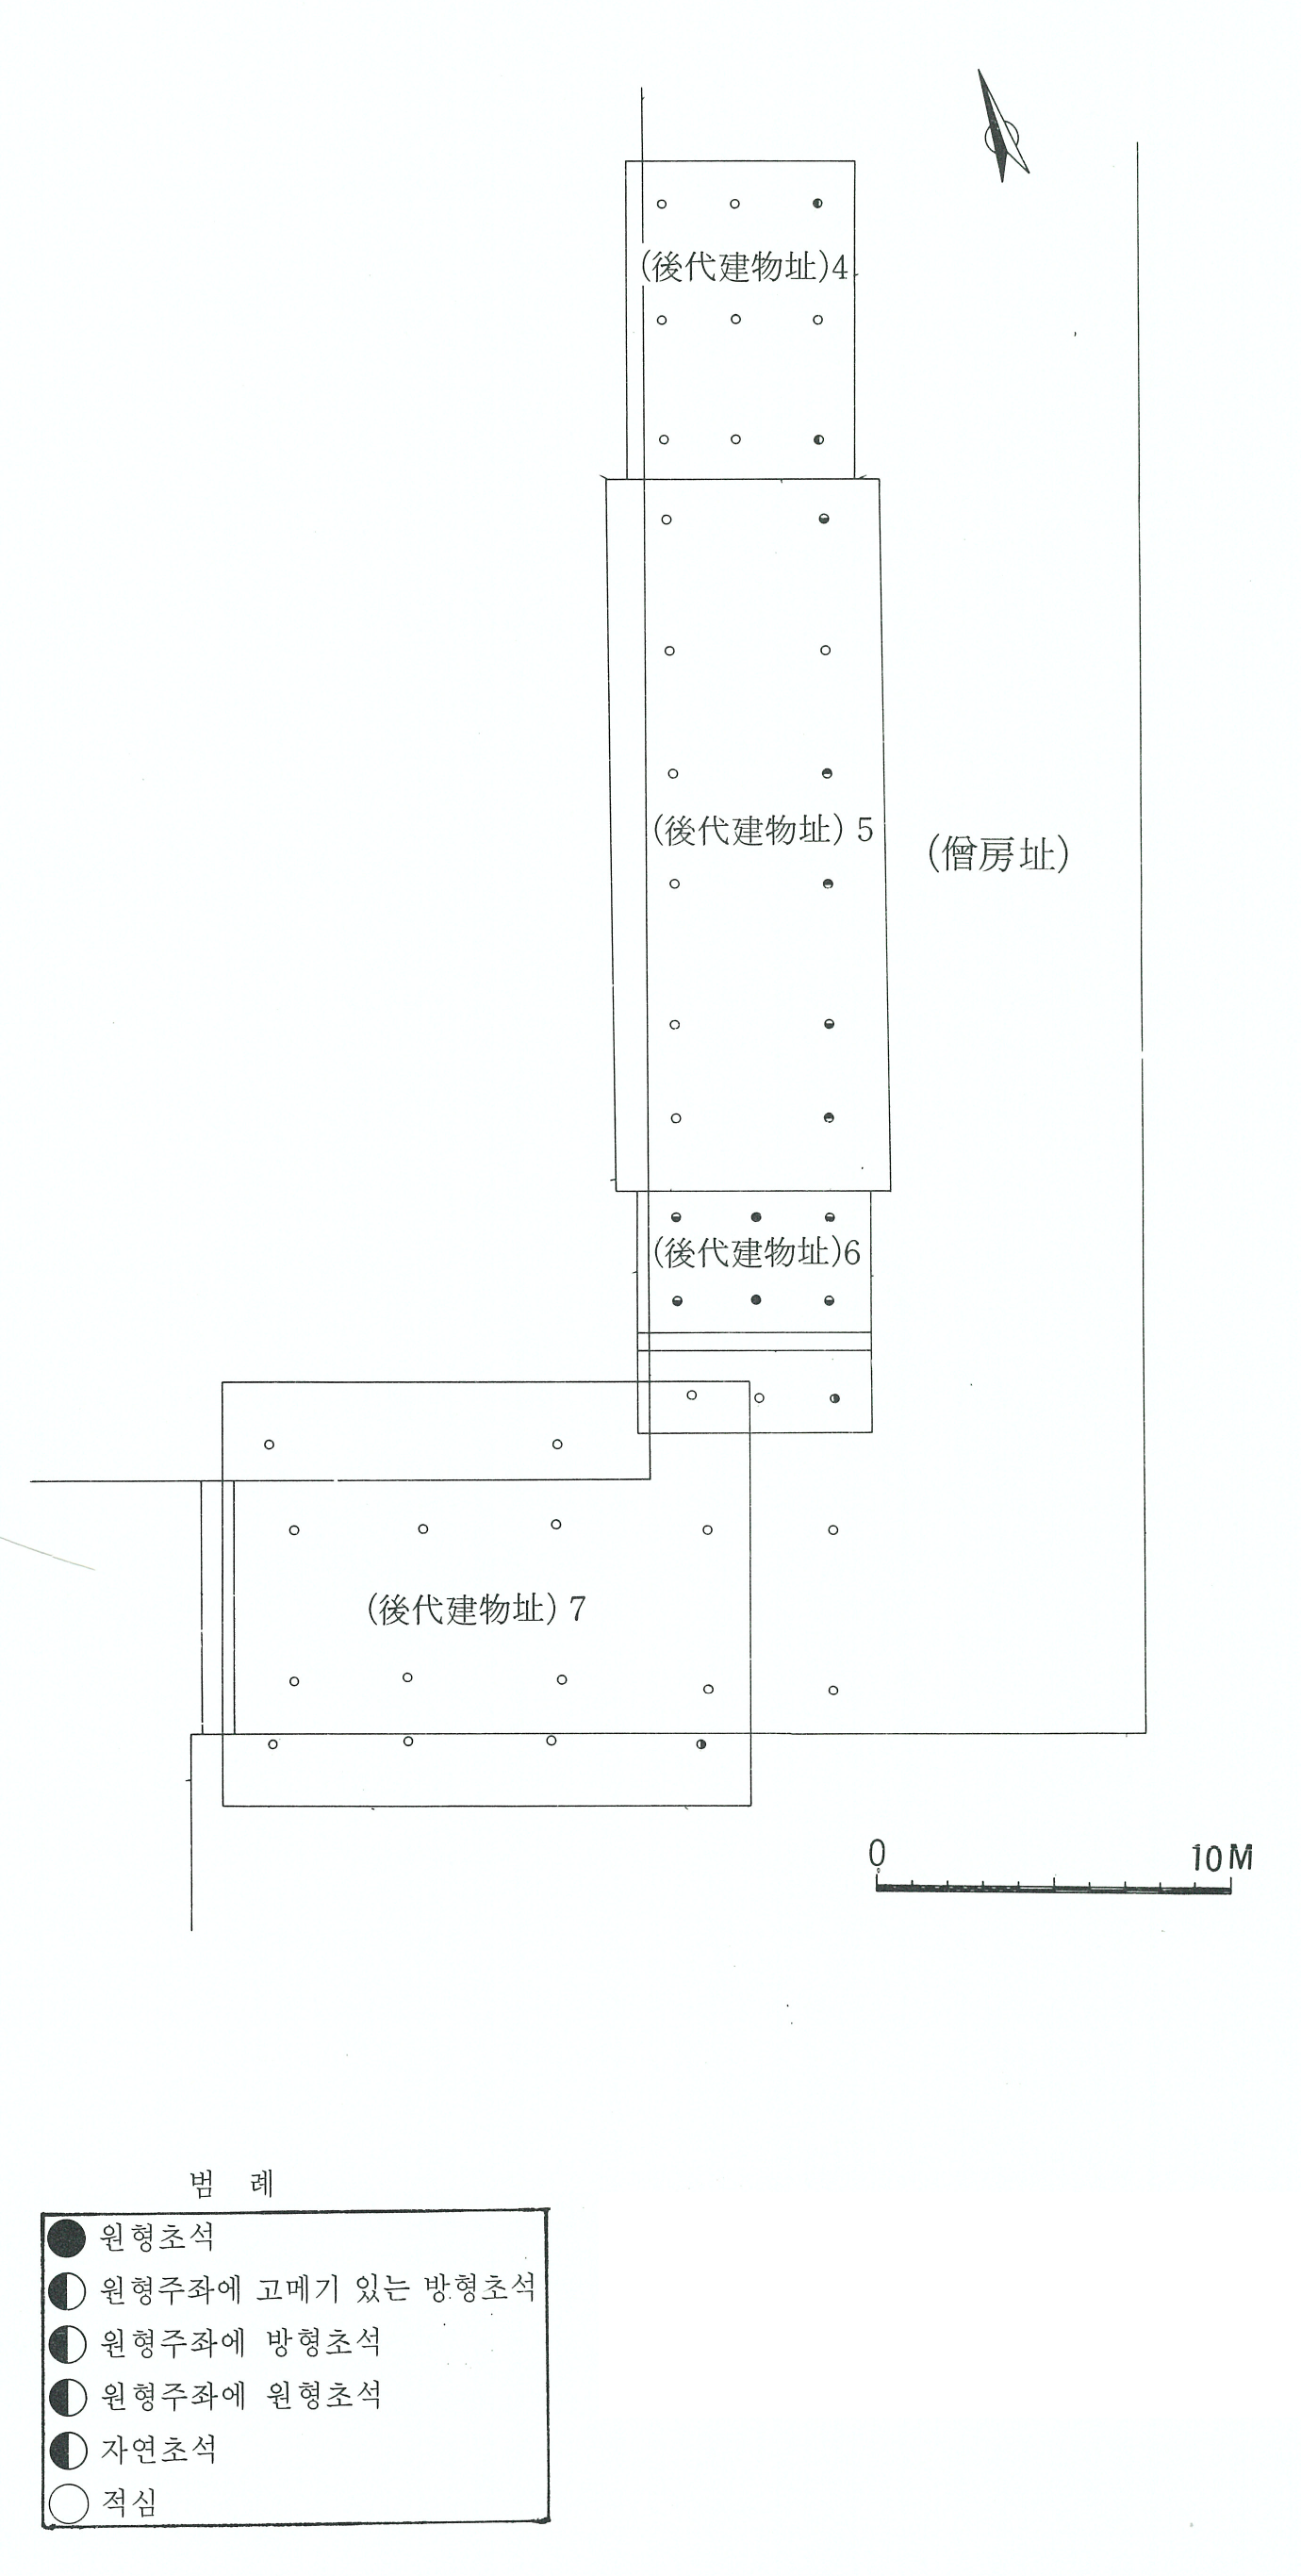 (後代建物址)4
(後代建物址) 5
(僧房址)
(後代建物址)6
(後代建物址) 7
0 10M
범 례
원형초석
원형주좌에 고메기 있는 방형초석
원형주좌에 방형초석
원형주좌에 원형초석
자연초석
적심